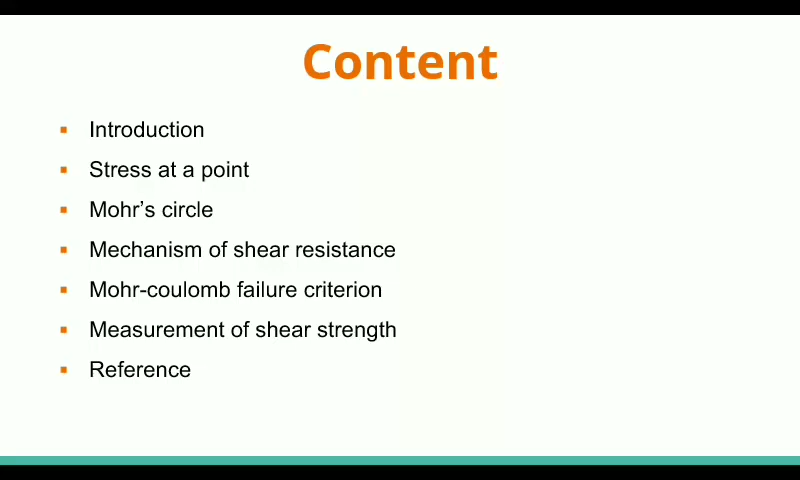 Content
Introduction
Stress at a point
Mohr’s circle
Mechanism of shear resistance
Mohr-coulomb failure criterion
Measurement of shear strength
Reference